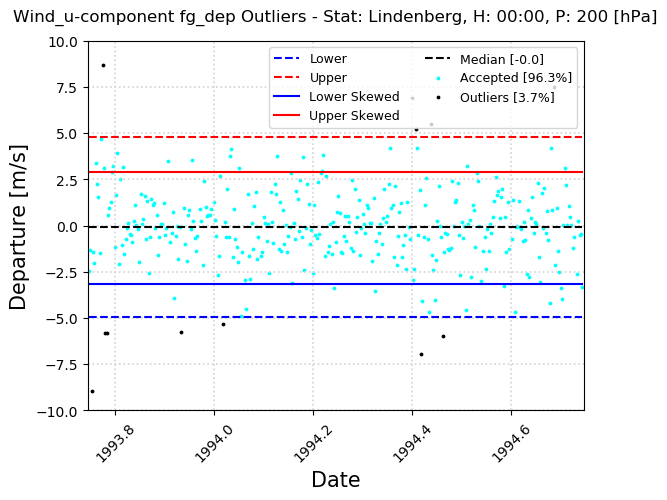 Wind_u-component fg_dep Outliers - Stat: Lindenberg, H: 00:00, P: 200 [hPa]
Lower
Upper
Lower Skewed
Upper Skewed
Median [-0.0]
Accepted [96.3%]
Outliers [3.7%]
10.0
7.5
5.0
2.5
0.0
−2.5
−5.0
−7.5
−10.0
Departure [m/s]
1993.8
1994.0
1994.2
1994.4
1994.6
Date